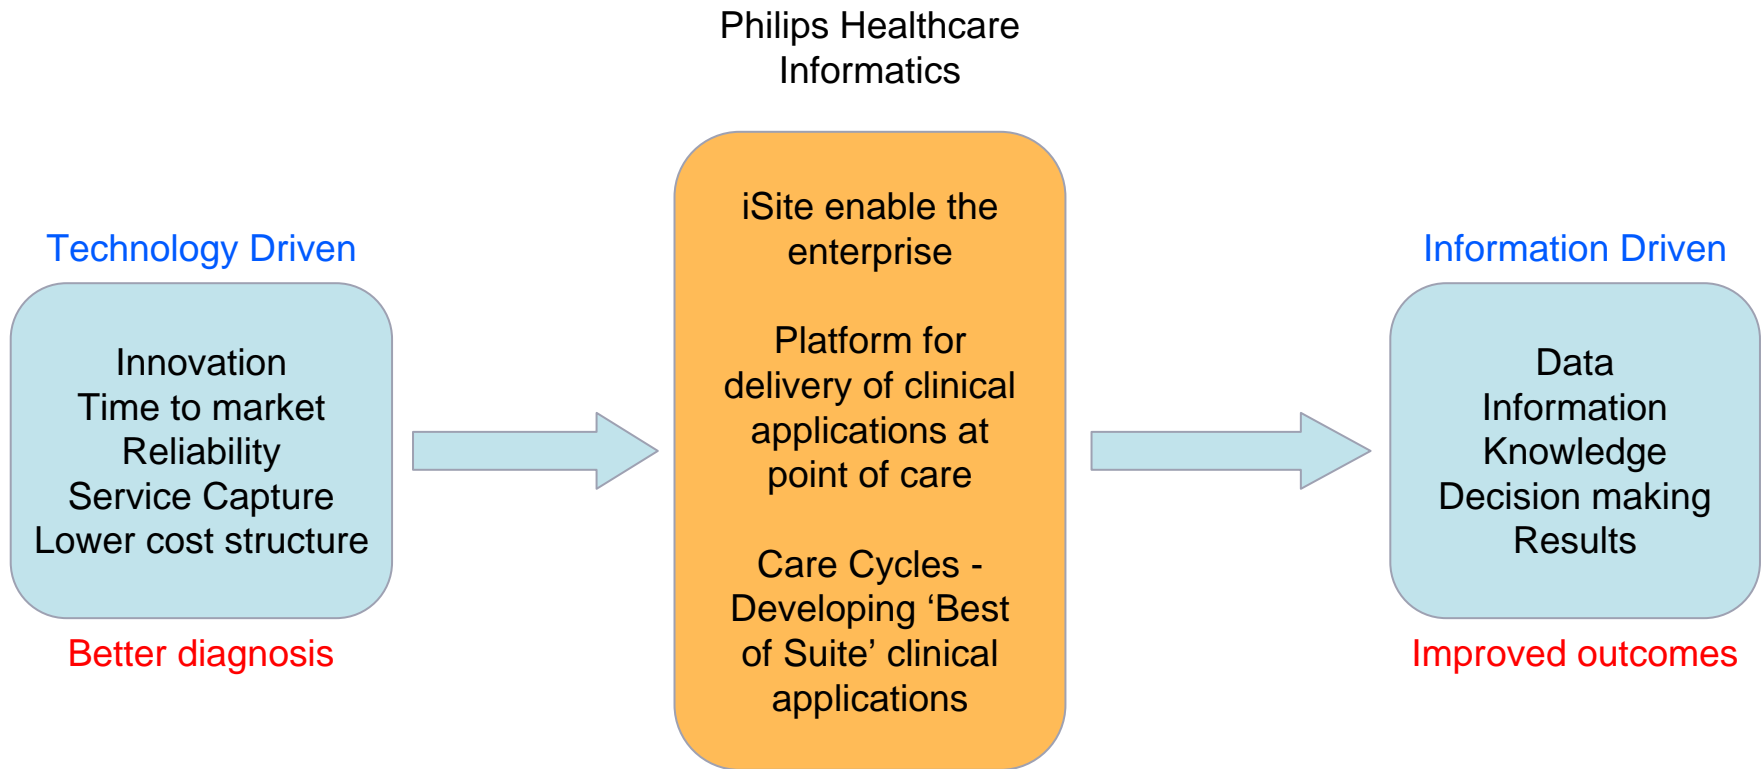 Philips Healthcare
Informatics
Technology Driven
Innovation
Time to market
Reliability
Service Capture
Lower cost structure
Better diagnosis
iSite enable the
enterprise
Platform for
delivery of clinical
applications at
point of care
Care Cycles -
Developing ‘Best
of Suite’ clinical
applications
Information Driven
Data
Information
Knowledge
Decision making
Results
Improved outcomes